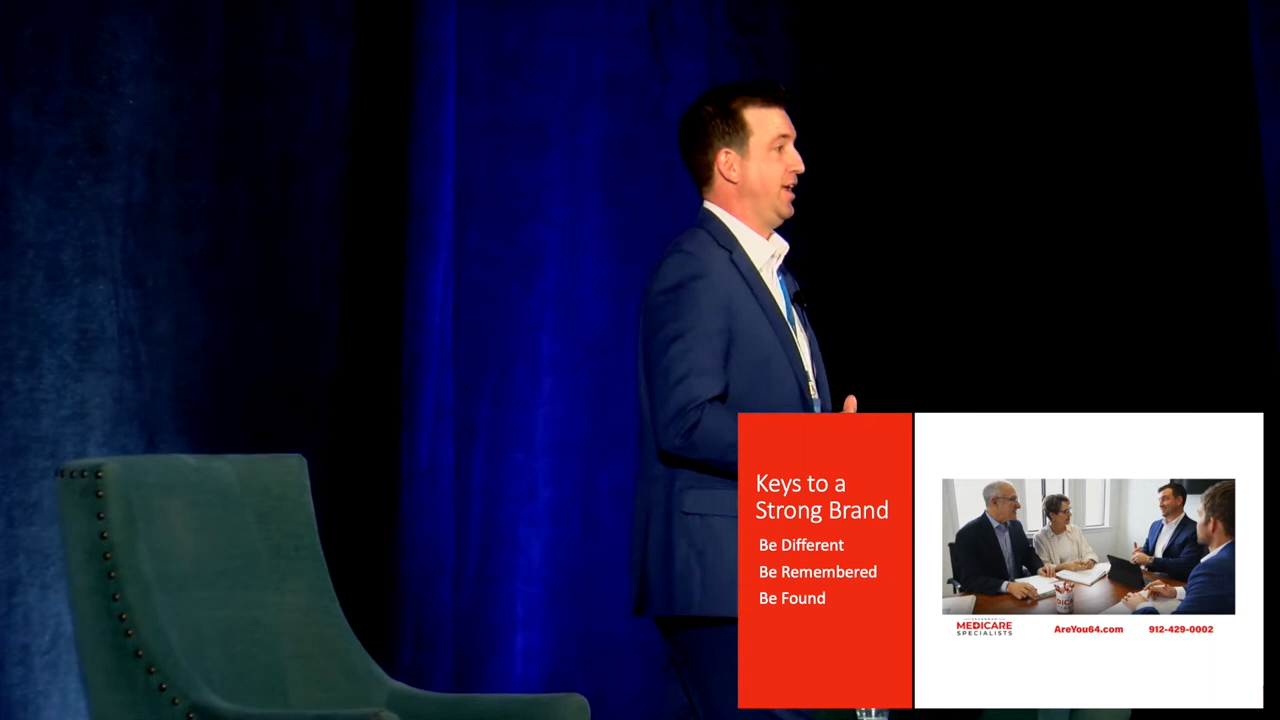 Keys to a
Strong Brand
Be Different
Be Remembered
Be Found
MEDICARE
SPECIALISTS
AreYou64.com
912-429-0002